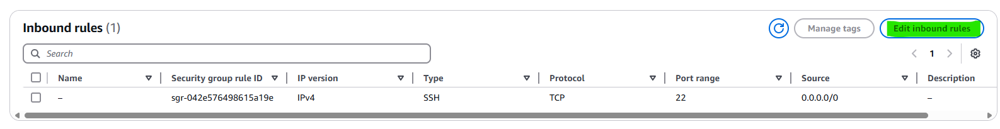 Inbound rules (1)
Manage tags
Edit inbound rules
Search
1
Name Security group rule ID IP version Type Protocol Port range Source Description
– sgr-042e576498615a19e IPv4 SSH TCP 22 0.0.0.0/0 –